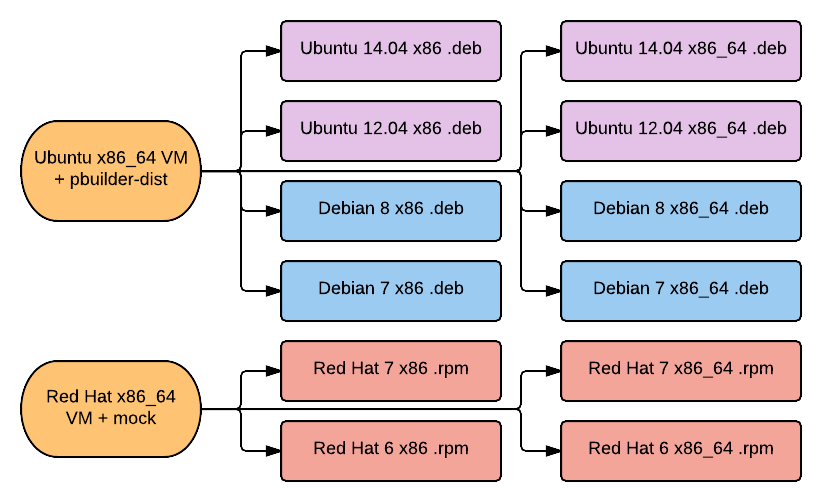 Ubuntu 14.04 x86 .deb
Ubuntu 14.04 x86_64 .deb
Ubuntu 12.04 x86 .deb
Ubuntu 12.04 x86_64 .deb
Ubuntu x86_64 VM
+ pbuilder-dist
Debian 8 x86 .deb
Debian 8 x86_64 .deb
Debian 7 x86 .deb
Debian 7 x86_64 .deb
Red Hat 7 x86 .rpm
Red Hat 7 x86_64 .rpm
Red Hat x86_64
VM + mock
Red Hat 6 x86 .rpm
Red Hat 6 x86_64 .rpm